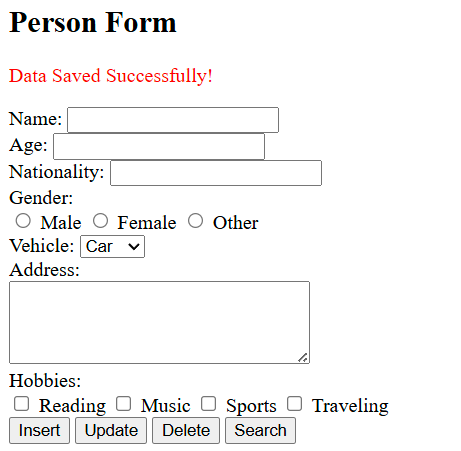 Person Form
Data Saved Successfully!
Name:
Age:
Nationality:
Gender:
Male Female Other
Vehicle: Car
Address:
Hobbies:
Reading Music Sports Traveling
Insert Update Delete Search